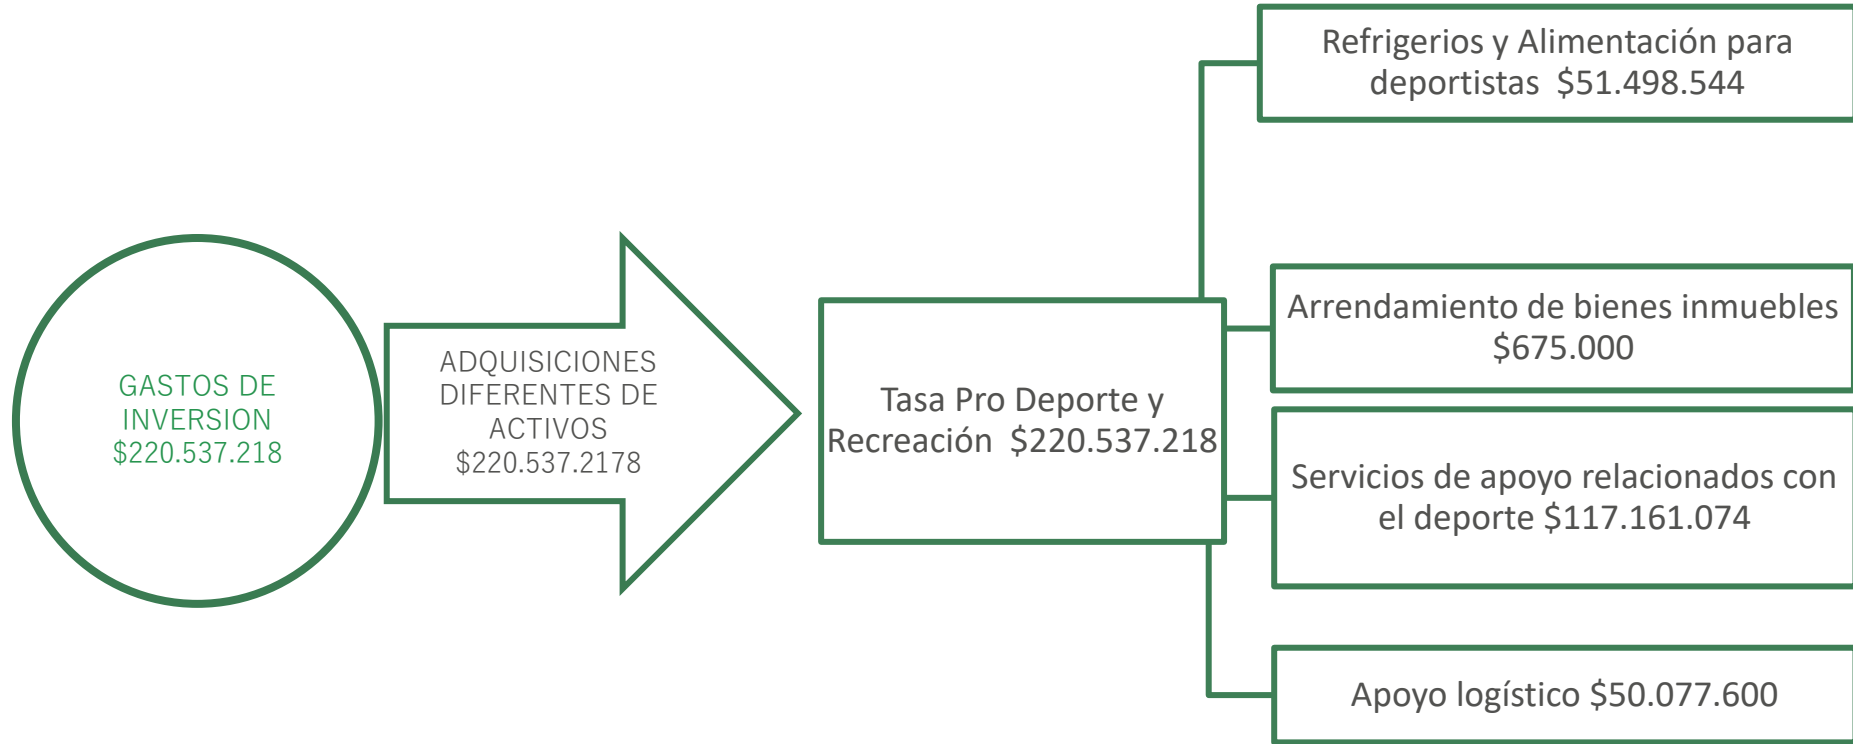 GASTOS DE
INVERSION
$220.537.218
ADQUISICIONES
DIFERENTES DE
ACTIVOS
$220.537.2178
Tasa Pro Deporte y
Recreación $220.537.218
Refrigerios y Alimentación para
deportistas $51.498.544
Arrendamiento de bienes inmuebles
$675.000
Servicios de apoyo relacionados con
el deporte $117.161.074
Apoyo logístico $50.077.600